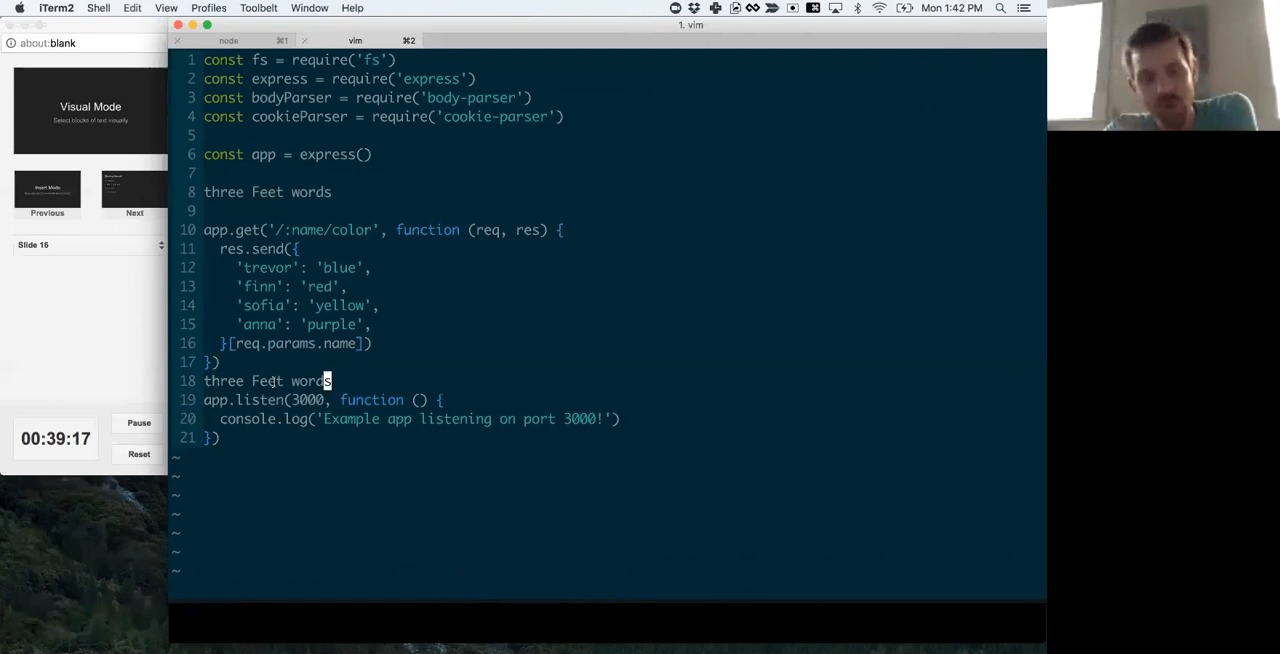 iTerm2 Shell Edit View Profiles Toolbelt Window Help Mon 1:42 PM
1. vim
about:blank
node ⌘1 vim ⌘2
1 const fs = require('fs')
2 const express = require('express')
3 const bodyParser = require('body-parser')
4 const cookieParser = require('cookie-parser')
5
6 const app = express()
7
8 three Feet words
9
10 app.get('/:name/color', function (req, res) {
11   res.send({
12     'trevor': 'blue',
13     'finn': 'red',
14     'sofia': 'yellow',
15     'anna': 'purple',
16   }[req.params.name])
17 })
18 three Feet words
19 app.listen(3000, function () {
20   console.log('Example app listening on port 3000!')
21 })
~
~
~
~
~
~
~
Visual Mode
Select blocks of text visually.
Insert Mode
Previous Next
Slide 16
00:39:17
Pause
Reset